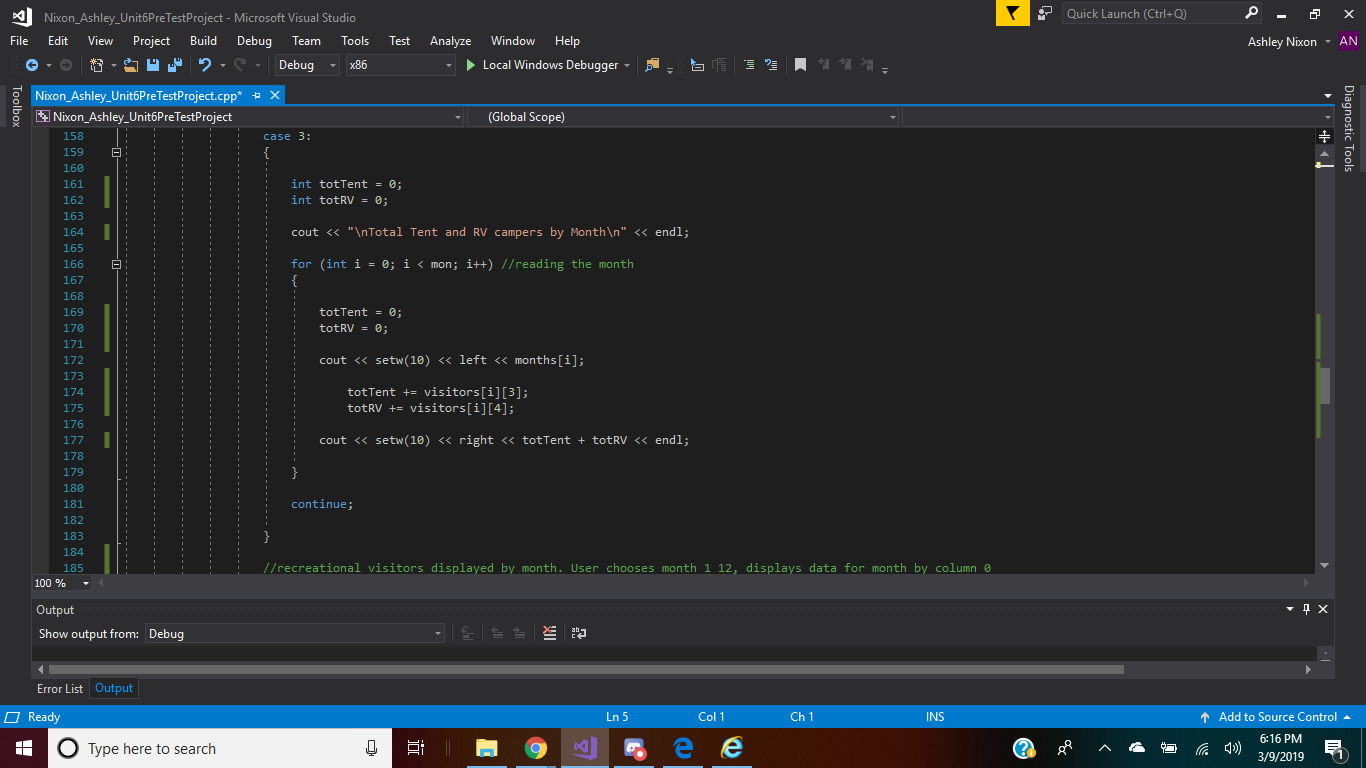 Nixon_Ashley_Unit6PreTestProject - Microsoft Visual Studio
Quick Launch (Ctrl+Q)
File Edit View Project Build Debug Team Tools Test Analyze Window Help
Ashley Nixon AN
Debug x86 Local Windows Debugger
Toolbox
Nixon_Ashley_Unit6PreTestProject.cpp*
Diagnostic Tools
Nixon_Ashley_Unit6PreTestProject (Global Scope)
158 case 3:
159 {
160
161 int totTent = 0;
162 int totRV = 0;
163
164 cout << "\nTotal Tent and RV campers by Month\n" << endl;
165
166 for (int i = 0; i < mon; i++) //reading the month
167 {
168
169 totTent = 0;
170 totRV = 0;
171
172 cout << setw(10) << left << months[i];
173
174 totTent += visitors[i][3];
175 totRV += visitors[i][4];
176
177 cout << setw(10) << right << totTent + totRV << endl;
178
179 }
180
181 continue;
182
183 }
184
185 //recreational visitors displayed by month. User chooses month 1 12, displays data for month by column 0
100 %
Output
Show output from: Debug
Error List Output
Ready Ln 5 Col 1 Ch 1 INS Add to Source Control
Type here to search
6:16 PM
3/9/2019
1